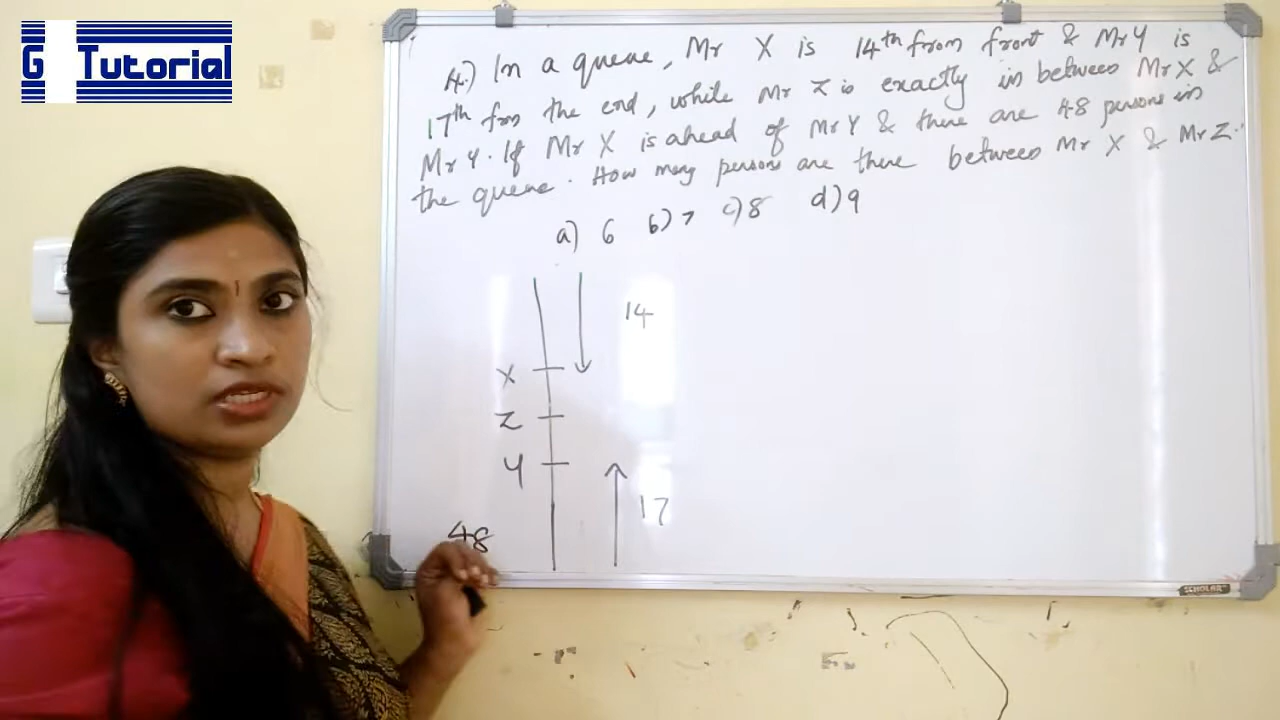 G Tutorial
A.) In a queue, Mr X is 14th from front & Mr Y is
17th from the end, while Mr Z is exactly in between Mr X &
Mr Y. If Mr X is ahead of Mr Y & there are 48 persons in
the queue. How many persons are there between Mr X & Mr Z.
a) 6 b) 7 c) 8 d) 9
14
X
Z
Y
17
48
SCHOLAR